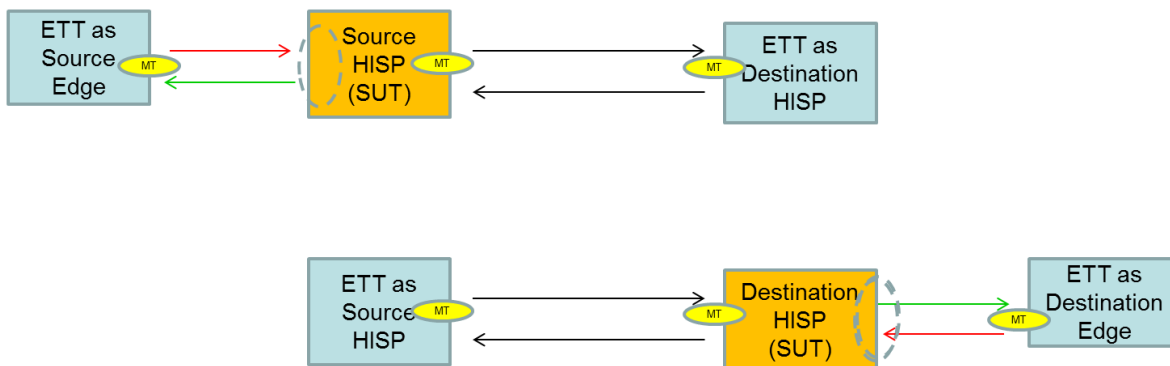 ETT as
Source
Edge
MT
Source
HISP
(SUT)
MT
MT
ETT as
Destination
HISP
ETT as
Source
HISP
MT
MT
Destination
HISP
(SUT)
MT
ETT as
Destination
Edge